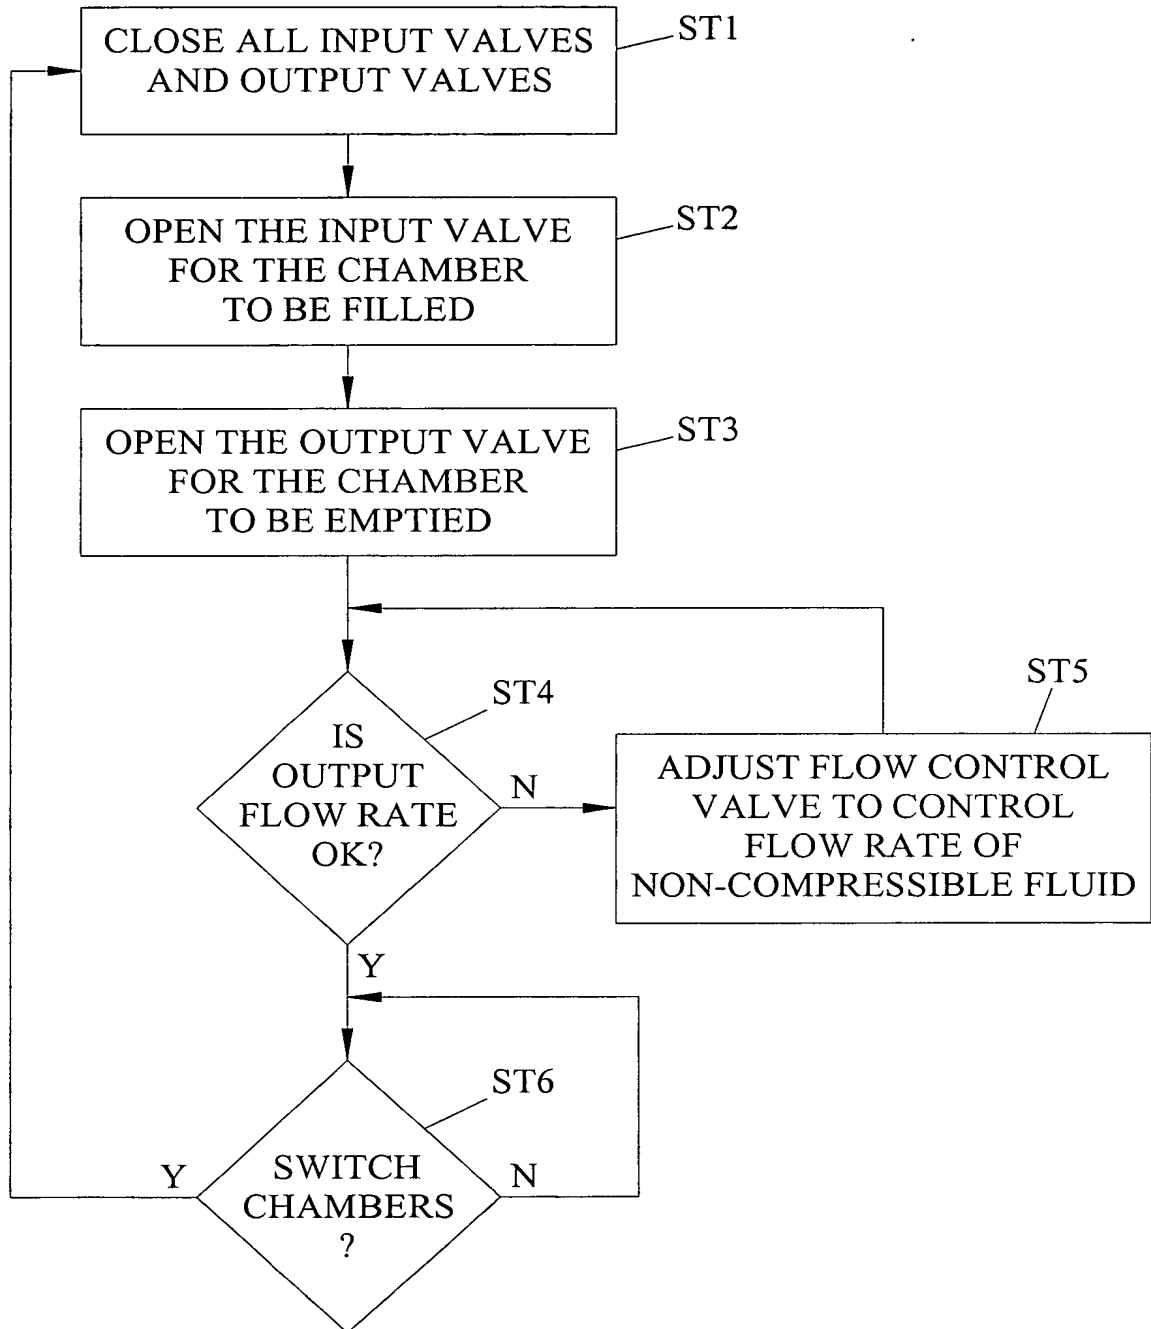 CLOSE ALL INPUT VALVES
AND OUTPUT VALVES
ST1
OPEN THE INPUT VALVE
FOR THE CHAMBER
TO BE FILLED
ST2
OPEN THE OUTPUT VALVE
FOR THE CHAMBER
TO BE EMPTIED
ST3
IS
OUTPUT
FLOW RATE
OK?
ST4
N
ST5
ADJUST FLOW CONTROL
VALVE TO CONTROL
FLOW RATE OF
NON-COMPRESSIBLE FLUID
Y
ST6
Y
SWITCH
CHAMBERS
?
N